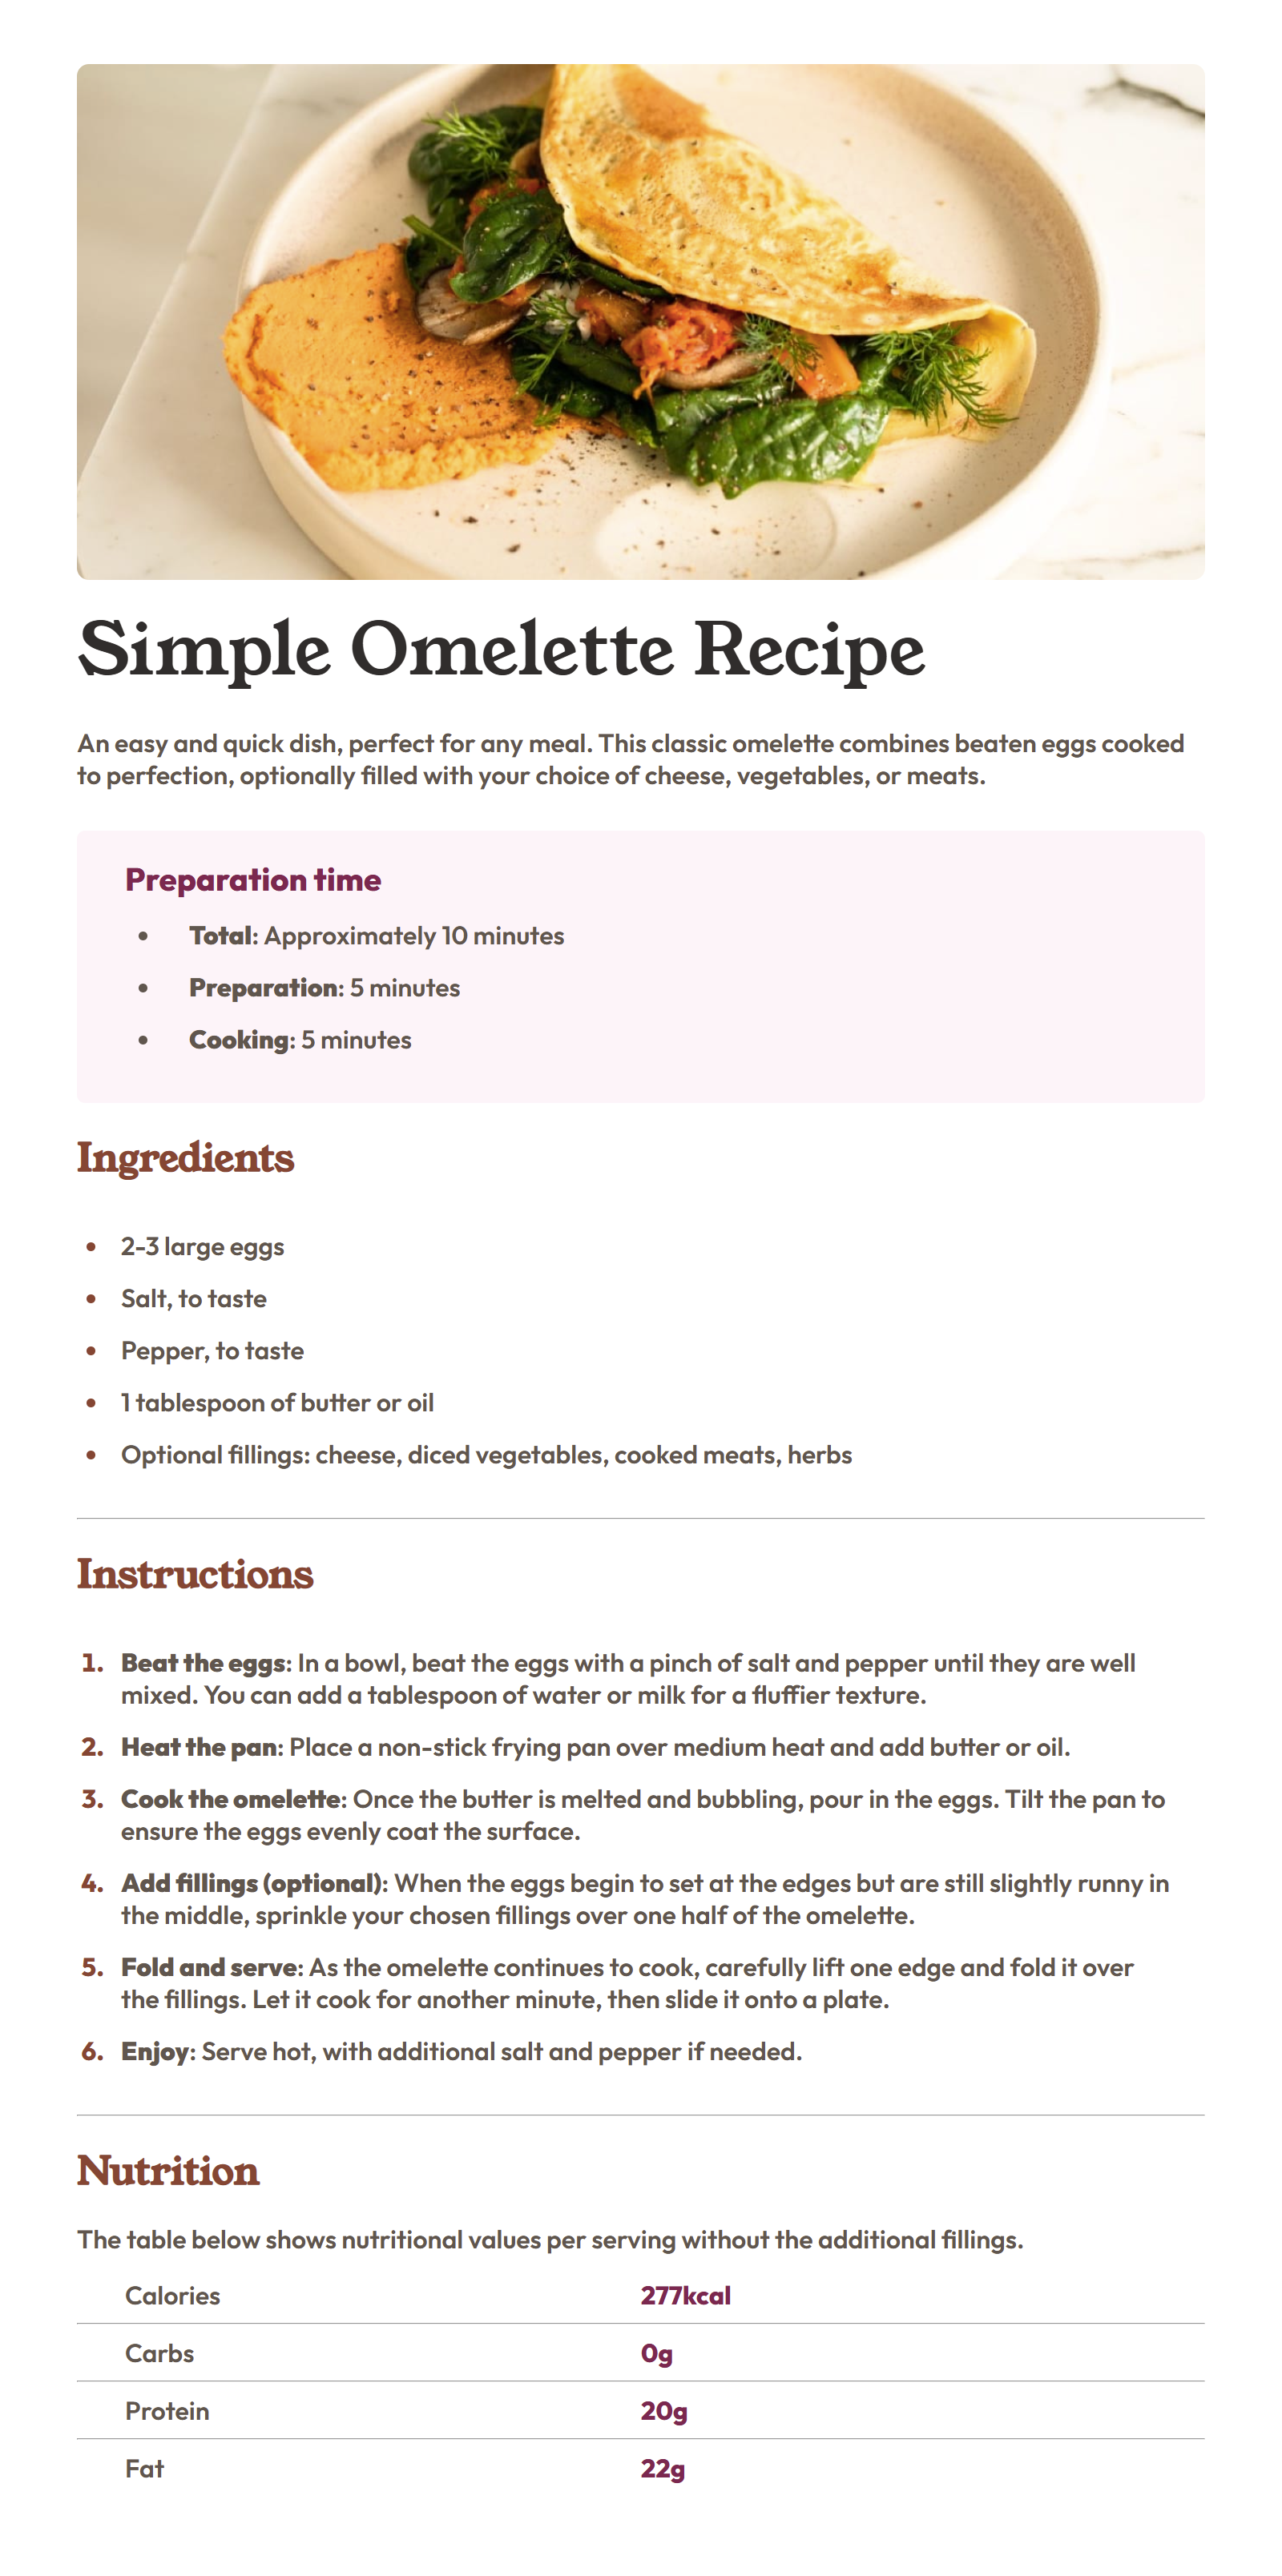 Simple Omelette Recipe
An easy and quick dish, perfect for any meal. This classic omelette combines beaten eggs cooked
to perfection, optionally filled with your choice of cheese, vegetables, or meats.
Preparation time
• Total: Approximately 10 minutes
• Preparation: 5 minutes
• Cooking: 5 minutes
Ingredients
• 2-3 large eggs
• Salt, to taste
• Pepper, to taste
• 1 tablespoon of butter or oil
• Optional fillings: cheese, diced vegetables, cooked meats, herbs
Instructions
1. Beat the eggs: In a bowl, beat the eggs with a pinch of salt and pepper until they are well
mixed. You can add a tablespoon of water or milk for a fluffier texture.
2. Heat the pan: Place a non-stick frying pan over medium heat and add butter or oil.
3. Cook the omelette: Once the butter is melted and bubbling, pour in the eggs. Tilt the pan to
ensure the eggs evenly coat the surface.
4. Add fillings (optional): When the eggs begin to set at the edges but are still slightly runny in
the middle, sprinkle your chosen fillings over one half of the omelette.
5. Fold and serve: As the omelette continues to cook, carefully lift one edge and fold it over
the fillings. Let it cook for another minute, then slide it onto a plate.
6. Enjoy: Serve hot, with additional salt and pepper if needed.
Nutrition
The table below shows nutritional values per serving without the additional fillings.
Calories 277kcal
Carbs 0g
Protein 20g
Fat 22g